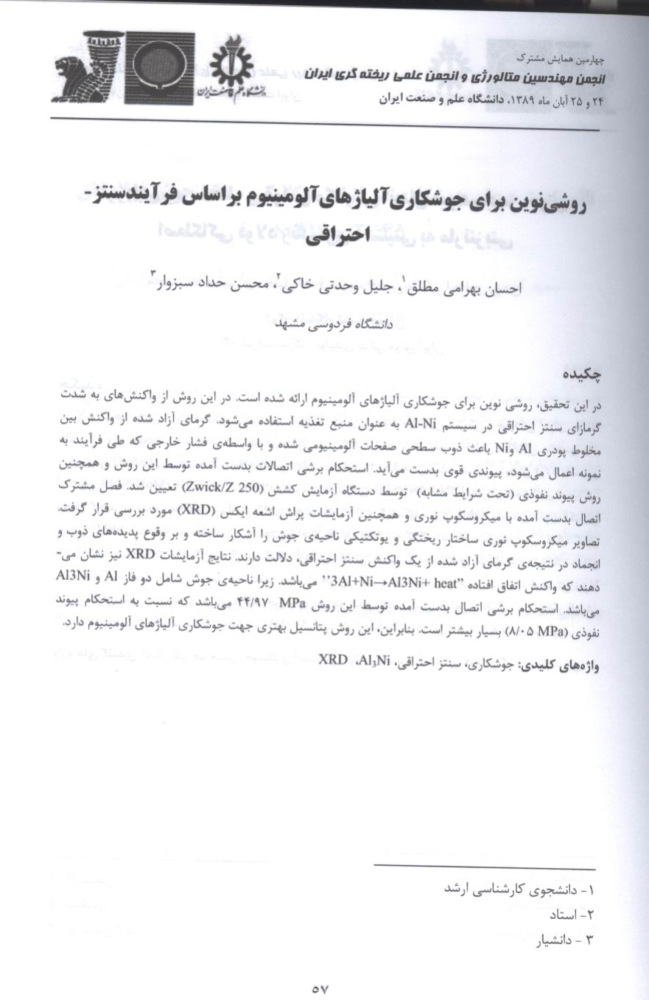 چهارمین همایش مشترک
انجمن مهندسین متالورژی و انجمن علمی ریخته گری ایران
۲۴ و ۲۵ آبان ماه ۱۳۸۹، دانشگاه علم و صنعت ایران
دانشگاه علم و صنعت ایران
روشی‌نوین برای جوشکاری‌آلیاژهای‌آلومینیوم براساس فرآیندسنتز-
احتراقی
احسان بهرامی مطلق۱، جلیل وحدتی خاکی۲، محسن حداد سبزوار۳
دانشگاه فردوسی مشهد
چکیده
در این تحقیق، روشی نوین برای جوشکاری آلیاژهای آلومینیوم ارائه شده است. در این روش از واکنش‌های به شدت
گرمازای سنتز احتراقی در سیستم Al-Ni به عنوان منبع تغذیه استفاده می‌شود. گرمای آزاد شده از واکنش بین
مخلوط پودری Al وNi باعث ذوب سطحی صفحات آلومینیومی شده و با واسطه‌ی فشار خارجی که طی فرآیند به
نمونه اعمال می‌شود، پیوندی قوی بدست می‌آید. استحکام برشی اتصالات بدست آمده توسط این روش و همچنین
روش پیوند نفوذی (تحت شرایط مشابه) توسط دستگاه آزمایش کشش (Zwick/Z 250) تعیین شد. فصل مشترک
اتصال بدست آمده با میکروسکوپ نوری و همچنین آزمایشات پراش اشعه ایکس (XRD) مورد بررسی قرار گرفت.
تصاویر میکروسکوپ نوری ساختار ریختگی و یوتکتیکی ناحیه‌ی جوش را آشکار ساخته و بر وقوع پدیده‌های ذوب و
انجماد در نتیجه‌ی گرمای آزاد شده از یک واکنش سنتز احتراقی، دلالت دارند. نتایج آزمایشات XRD نیز نشان می-
دهند که واکنش اتفاق افتاده ”3Al+Ni→Al3Ni+ heat” می‌باشد. زیرا ناحیه‌ی جوش شامل دو فاز Al و Al3Ni
می‌باشد. استحکام برشی اتصال بدست آمده توسط این روش ۴۴/۹۷ MPa می‌باشد که نسبت به استحکام پیوند
نفوذی (۸/۰۵ MPa) بسیار بیشتر است. بنابراین، این روش پتانسیل بهتری جهت جوشکاری آلیاژهای آلومینیوم دارد.
واژه‌های کلیدی: جوشکاری، سنتز احتراقی، Al₃Ni، XRD
۱- دانشجوی کارشناسی ارشد
۲- استاد
۳ - دانشیار
۵۷